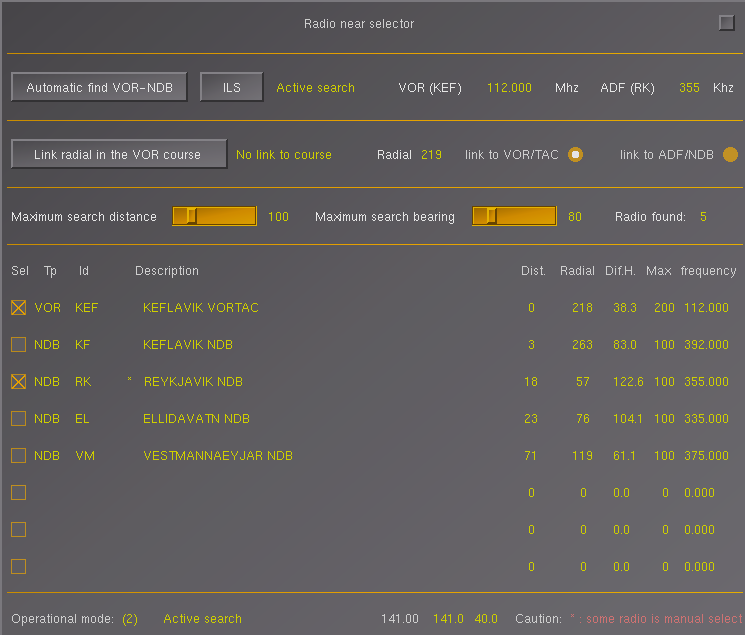 Radio near selector
Automatic find VOR-NDB ILS Active search VOR (KEF) 112.000 Mhz ADF (RK) 355 Khz
Link radial in the VOR course No link to course Radial 219 link to VOR/TAC link to ADF/NDB
Maximum search distance 100 Maximum search bearing 80 Radio found: 5
Sel Tp Id Description Dist. Radial Dif.H. Max frequency
VOR KEF KEFLAVIK VORTAC 0 218 38.3 200 112.000
NDB KF KEFLAVIK NDB 3 263 83.0 100 392.000
NDB RK * REYKJAVIK NDB 18 57 122.6 100 355.000
NDB EL ELLIDAVATN NDB 23 76 104.1 100 335.000
NDB VM VESTMANNAEYJAR NDB 71 119 61.1 100 375.000
0 0 0.0 0 0.000
0 0 0.0 0 0.000
0 0 0.0 0 0.000
Operational mode: (2) Active search 141.00 141.0 40.0 Caution: * : some radio is manual select